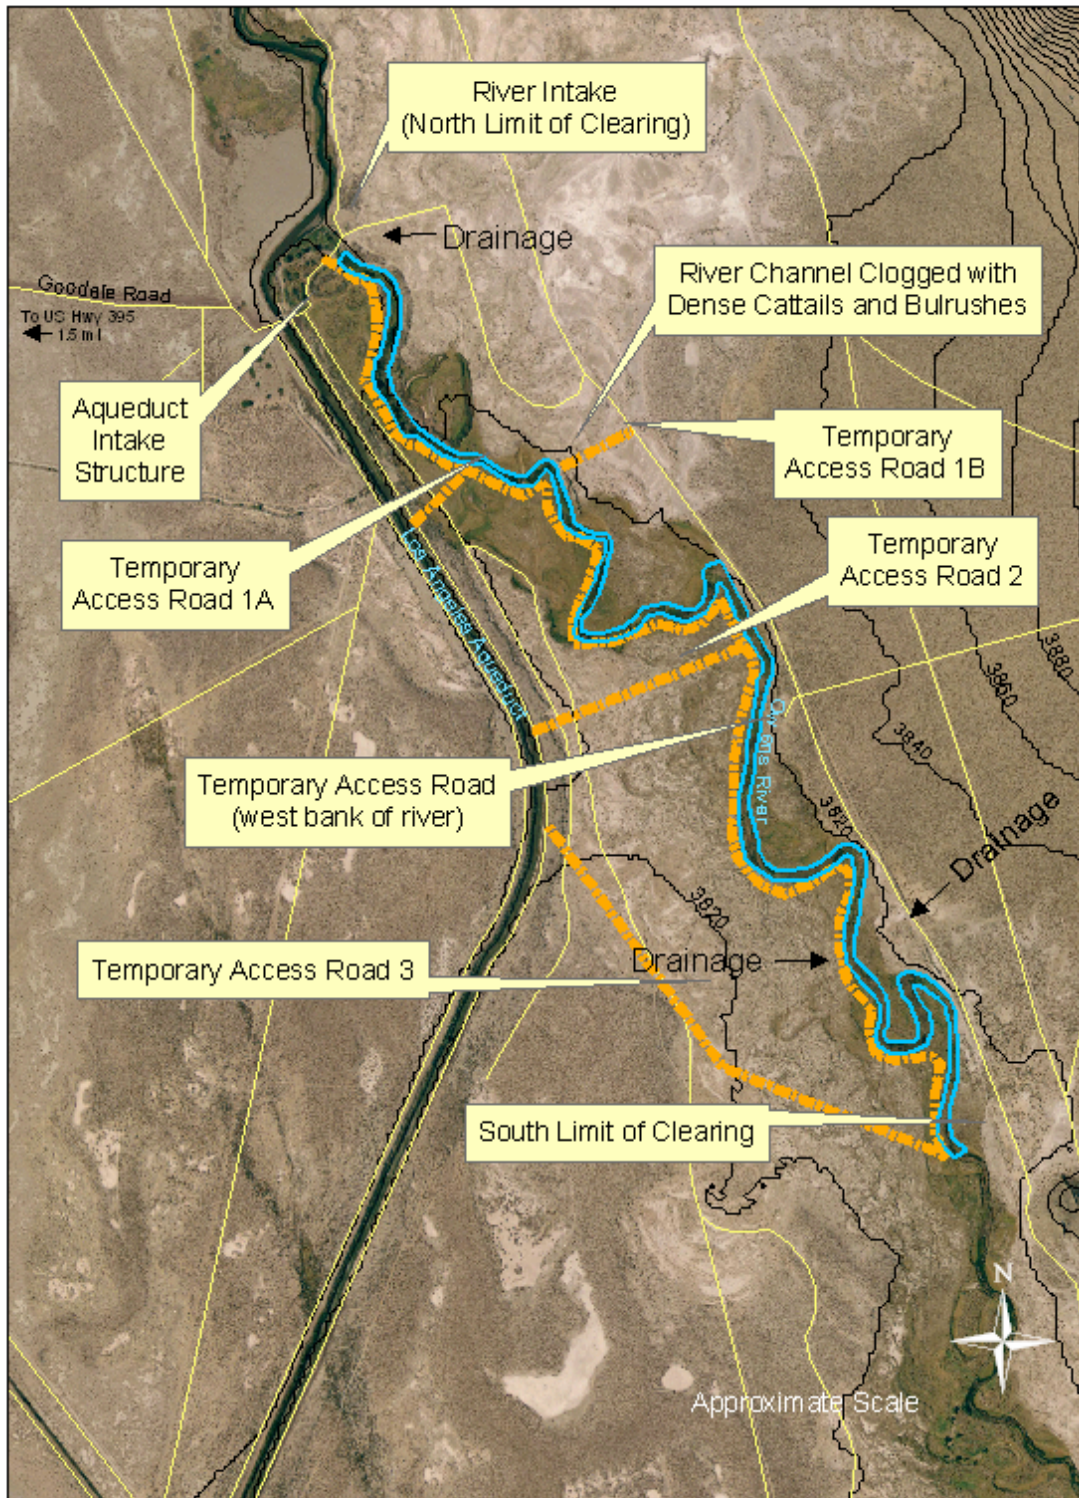 River Intake
(North Limit of Clearing)
Drainage
River Channel Clogged with
Dense Cattails and Bulrushes
Goodale Road
To US Hwy 395
1.5 mi
Aqueduct
Intake
Structure
Temporary
Access Road 1B
Temporary
Access Road 1A
Temporary
Access Road 2
Los Angeles Aqueduct
3880
3860
3840
3820
Owens River
Temporary Access Road
(west bank of river)
Drainage
3820
Temporary Access Road 3
Drainage
South Limit of Clearing
N
Approximate Scale